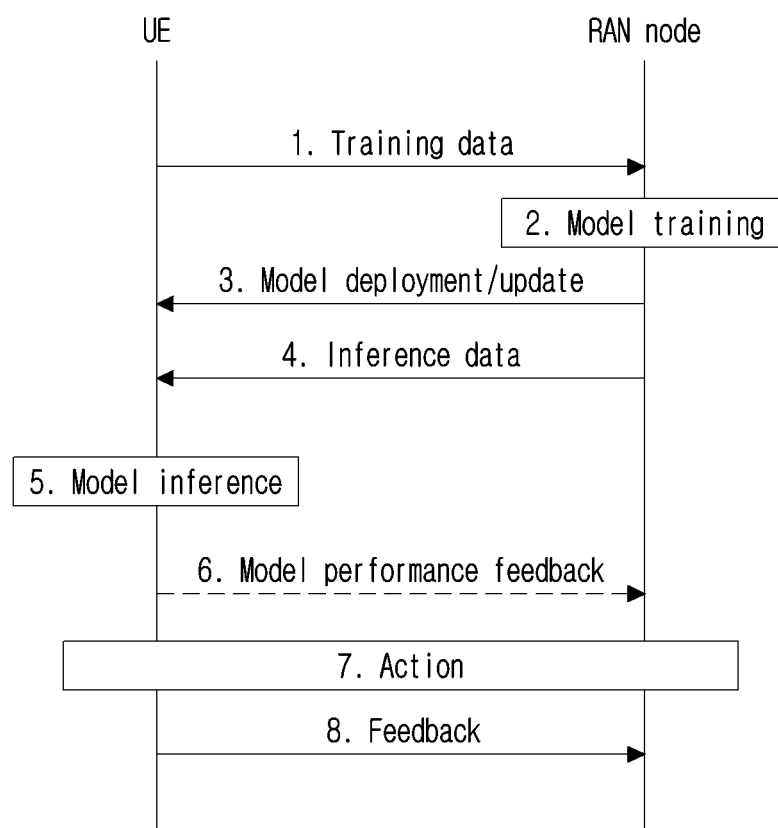 UE
RAN node
1. Training data
2. Model training
3. Model deployment/update
4. Inference data
5. Model inference
6. Model performance feedback
7. Action
8. Feedback